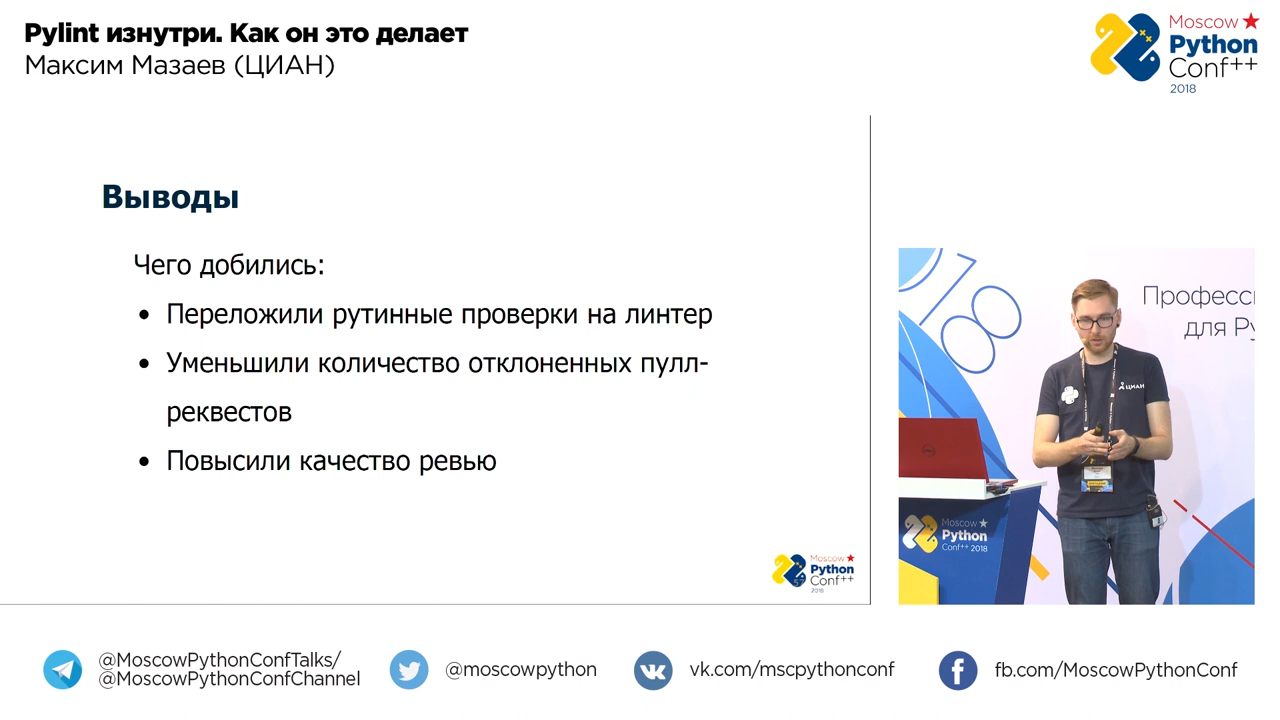 Pylint изнутри. Как он это делает
Максим Мазаев (ЦИАН)
Moscow
Python
Conf++
2018
Выводы
Чего добились:
• Переложили рутинные проверки на линтер
• Уменьшили количество отклоненных пулл-
реквестов
• Повысили качество ревью
Moscow
Python
Conf++
2018
018
Професс
для Py
ЦИАН
Moscow
Python
Conf++ 2018
@MoscowPythonConfTalks/
@MoscowPythonConfChannel
@moscowpython
vk.com/mscpythonconf
fb.com/MoscowPythonConf